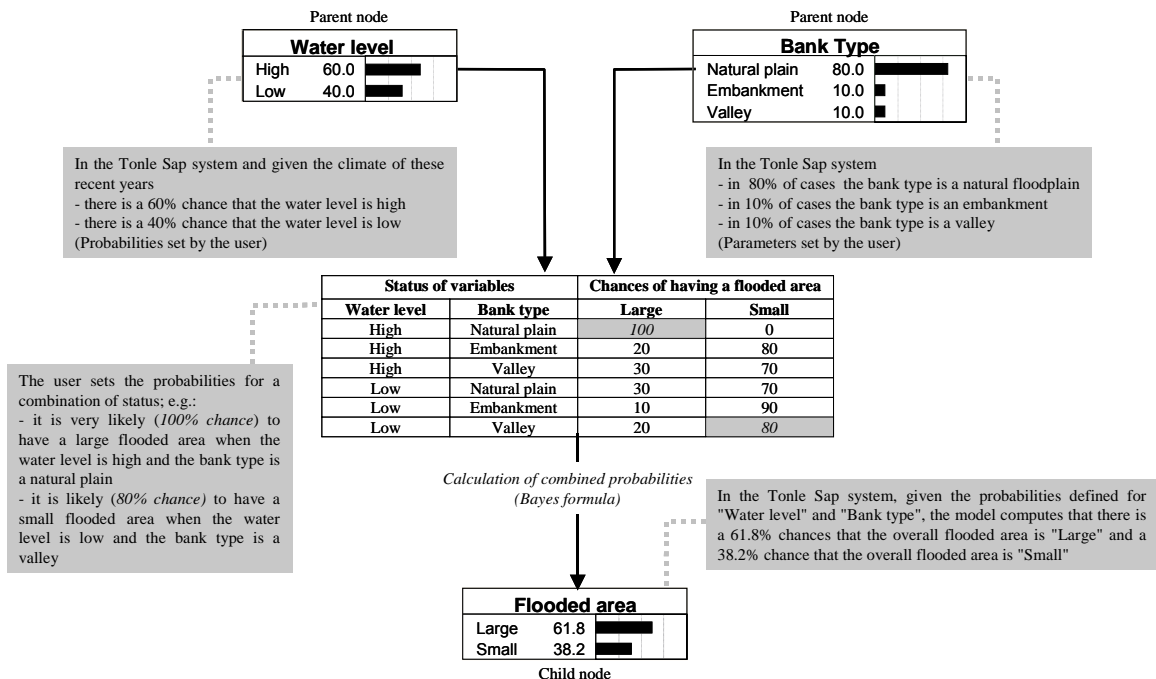 Parent node
Water level
High 60.0
Low 40.0
Parent node
Bank Type
Natural plain 80.0
Embankment 10.0
Valley 10.0
In the Tonle Sap system and given the climate of these
recent years
- there is a 60% chance that the water level is high
- there is a 40% chance that the water level is low
(Probabilities set by the user)
In the Tonle Sap system
- in 80% of cases the bank type is a natural floodplain
- in 10% of cases the bank type is an embankment
- in 10% of cases the bank type is a valley
(Parameters set by the user)
Status of variables Chances of having a flooded area
Water level Bank type Large Small
High Natural plain 100 0
High Embankment 20 80
High Valley 30 70
Low Natural plain 30 70
Low Embankment 10 90
Low Valley 20 80
The user sets the probabilities for a
combination of status; e.g.:
- it is very likely (100% chance) to
have a large flooded area when the
water level is high and the bank type is
a natural plain
- it is likely (80% chance) to have a
small flooded area when the water
level is low and the bank type is a
valley
Calculation of combined probabilities
(Bayes formula)
In the Tonle Sap system, given the probabilities defined for
"Water level" and "Bank type", the model computes that there is
a 61.8% chances that the overall flooded area is "Large" and a
38.2% chance that the overall flooded area is "Small"
Flooded area
Large 61.8
Small 38.2
Child node